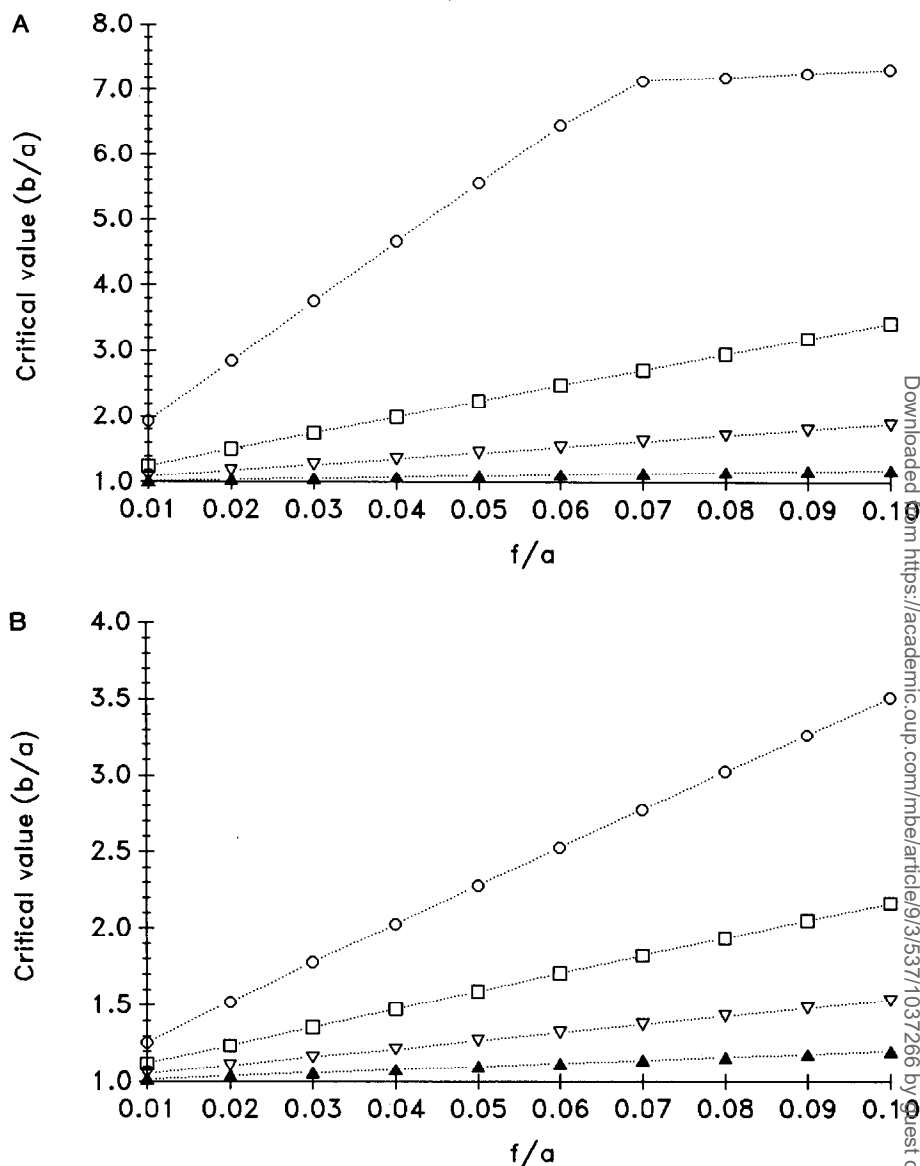 A
8.0
7.0
6.0
5.0
4.0
3.0
2.0
1.0
Critical value (b/a)
0.01 0.02 0.03 0.04 0.05 0.06 0.07 0.08 0.09 0.10
f/a
B
4.0
3.5
3.0
2.5
2.0
1.5
1.0
Critical value (b/a)
0.01 0.02 0.03 0.04 0.05 0.06 0.07 0.08 0.09 0.10
f/a
Downloaded from https://academic.oup.com/mbe/article/9/3/537/1037266 by guest